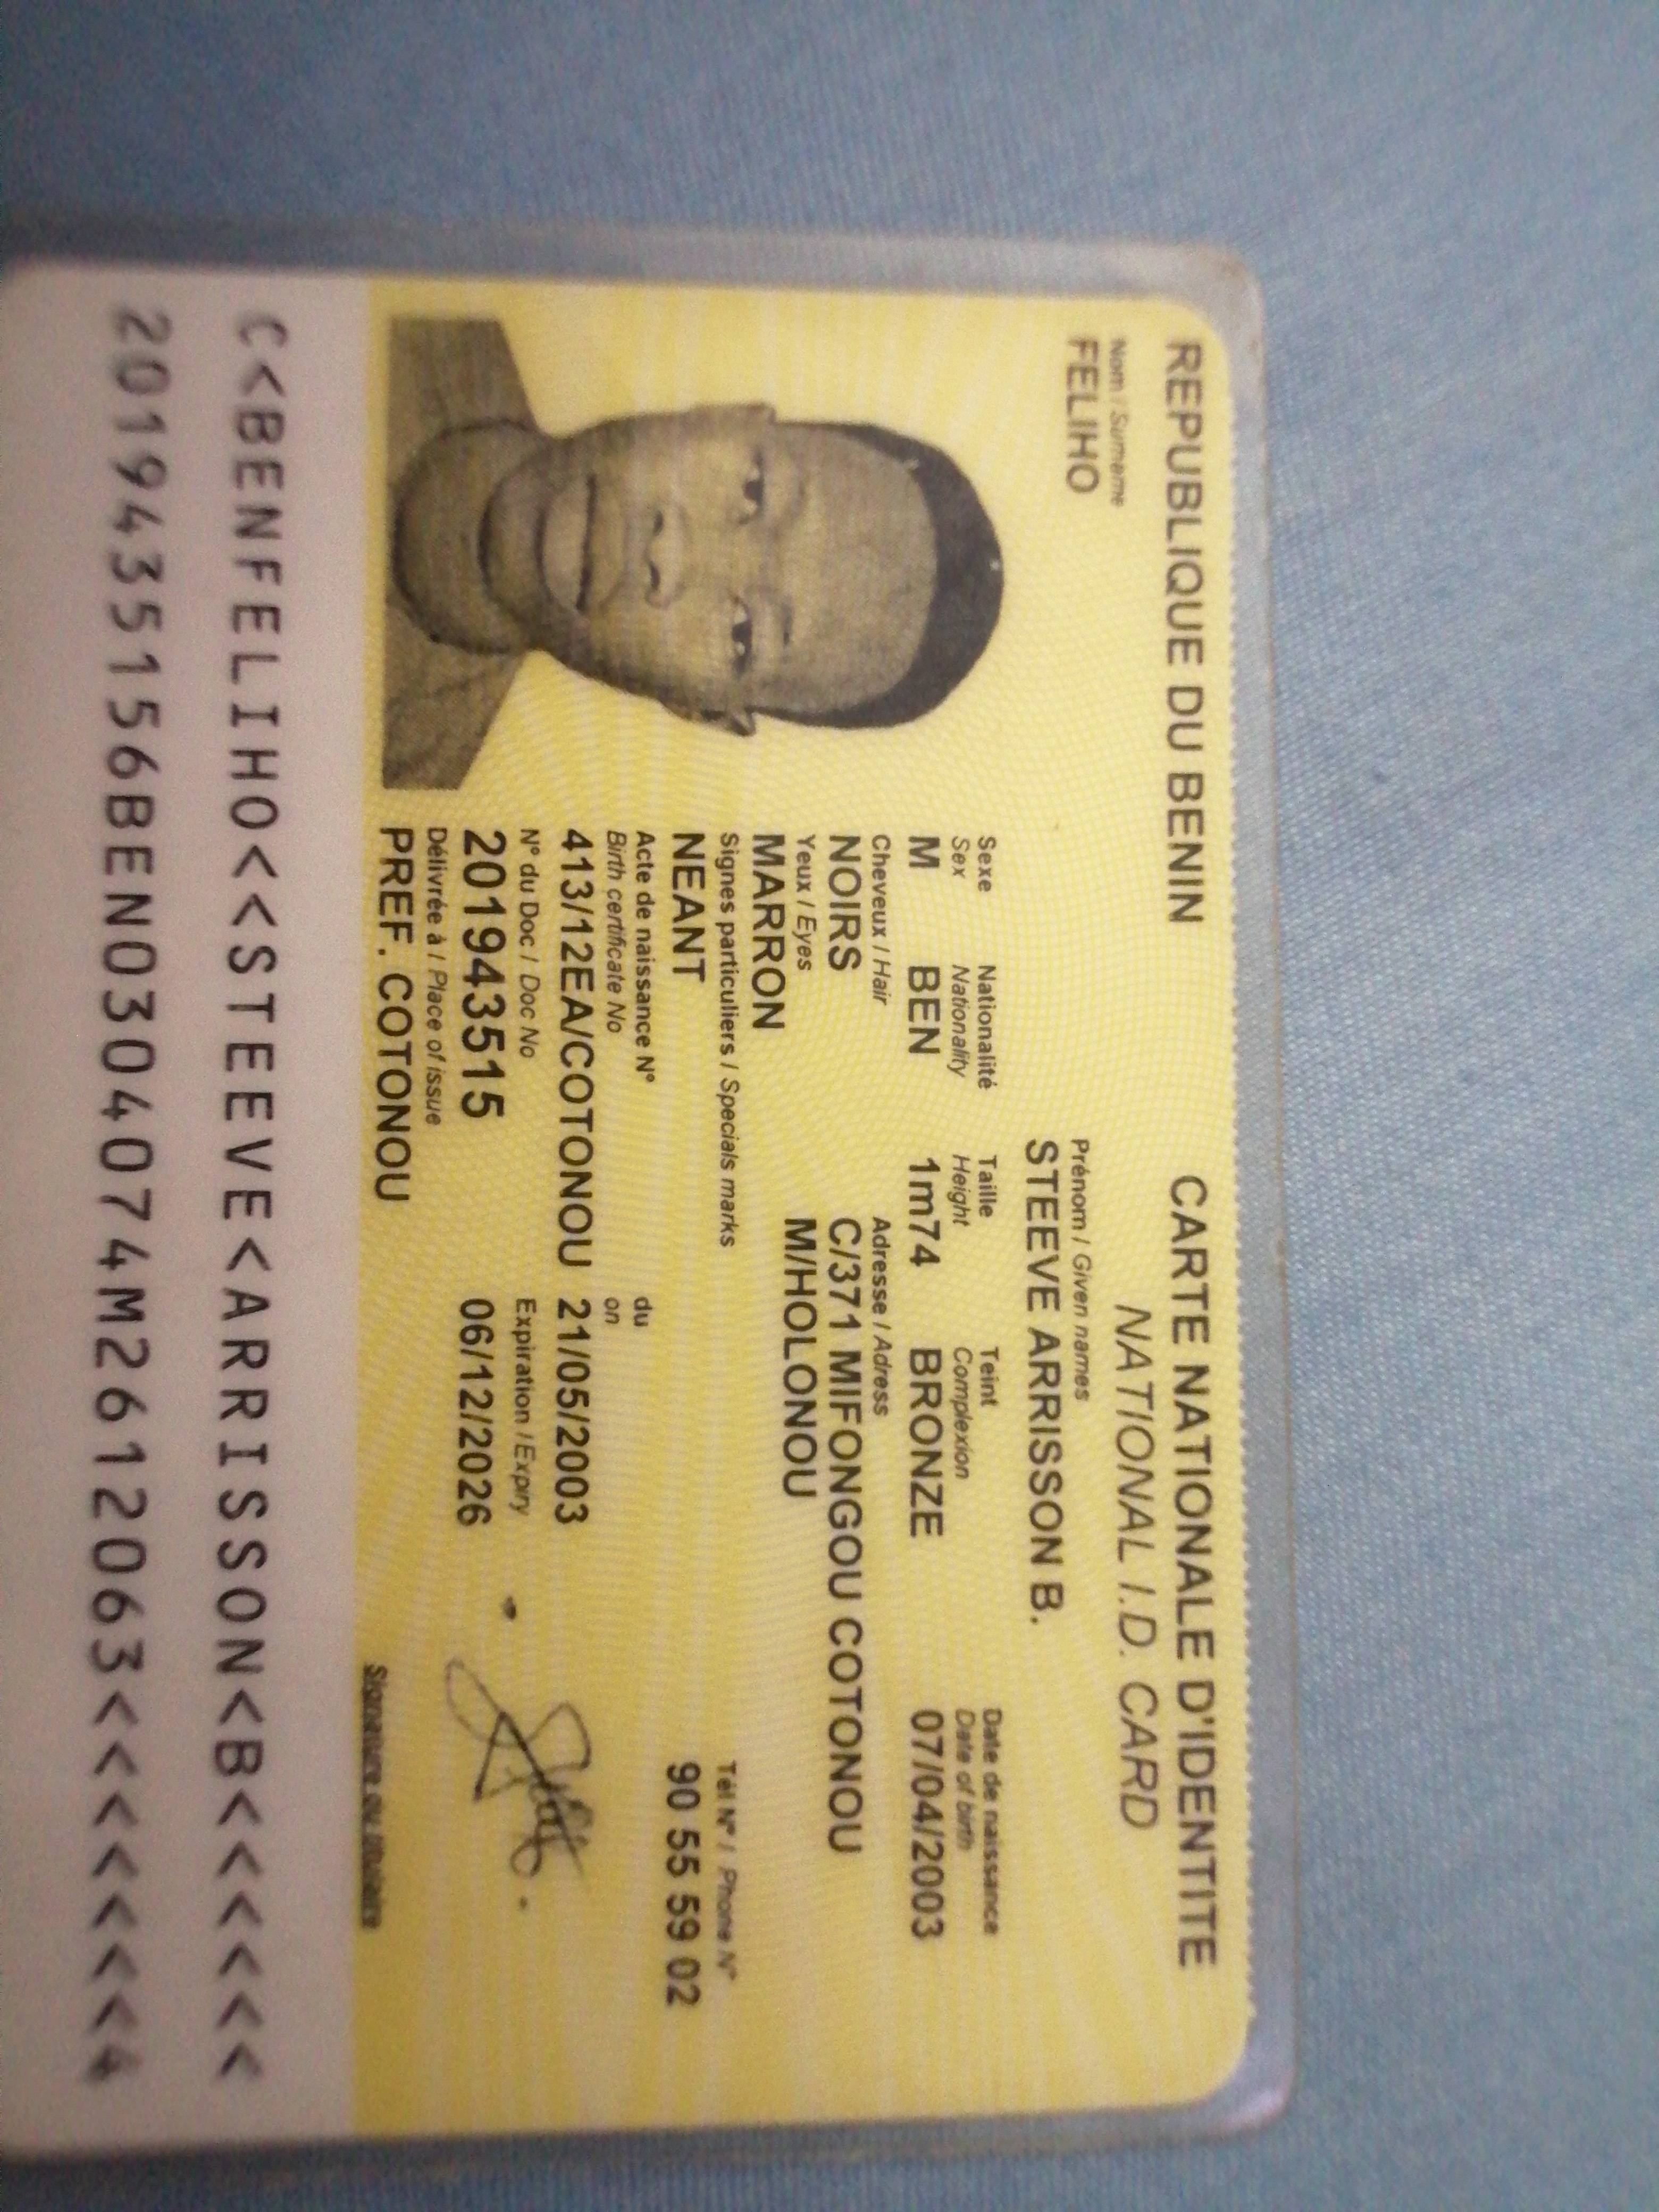 REPUBLIQUE DU BENIN
CARTE NATIONALE D'IDENTITE
NATIONAL I.D. CARD
Nom / Surname
FELIHO
Prénom / Given names
STEEVE ARRISSON B.
Sexe Nationalité Taille Teint Date de naissance
Sex Nationality Height Complexion Date of birth
M BEN 1m74 BRONZE 07/04/2003
Cheveux / Hair Adresse / Adress
NOIRS C/371 MIFONGOU COTONOU
Yeux / Eyes M/HOLONOU
MARRON
Signes particuliers / Specials marks Tél N° / Phone N°
NEANT 90 55 59 02
Acte de naissance N° du
Birth certificate No on
413/12EA/COTONOU 21/05/2003
N° du Doc / Doc No Expiration / Expiry
201943515 06/12/2026
Délivrée à / Place of issue
PREF. COTONOU
Signature du titulaire
C<BENFELIHO<<STEEVE<ARRISSON<B<<<<<<
2019435156BEN0304074M2612063<<<<<<<4